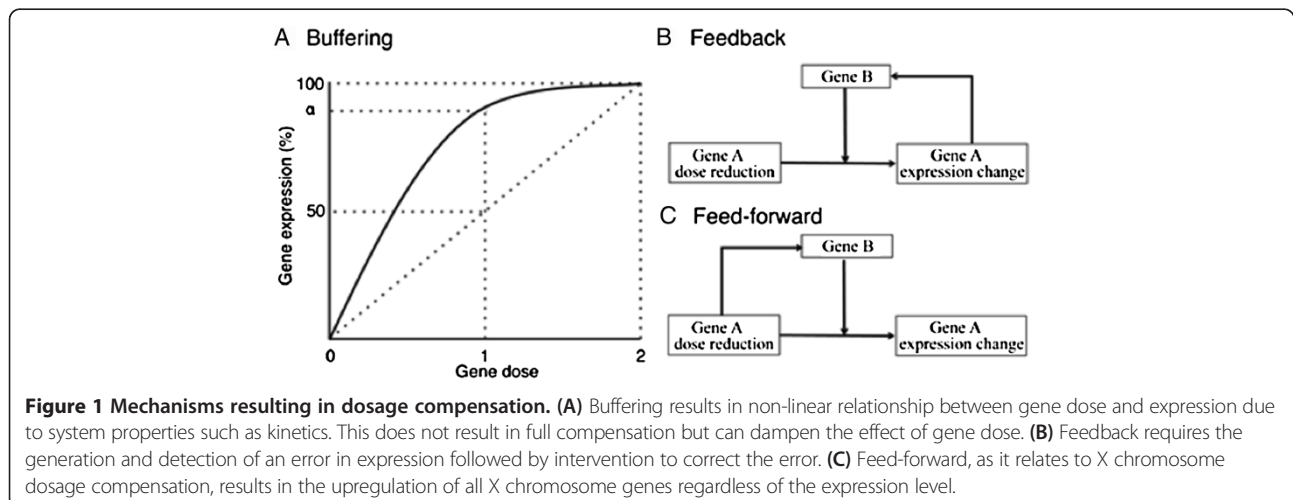 A Buffering
100
α
50
0
1
2
Gene expression (%)
Gene dose
B Feedback
Gene B
Gene A
dose reduction
Gene A
expression change
C Feed-forward
Gene B
Gene A
dose reduction
Gene A
expression change
Figure 1 Mechanisms resulting in dosage compensation. (A) Buffering results in non-linear relationship between gene dose and expression due
to system properties such as kinetics. This does not result in full compensation but can dampen the effect of gene dose. (B) Feedback requires the
generation and detection of an error in expression followed by intervention to correct the error. (C) Feed-forward, as it relates to X chromosome
dosage compensation, results in the upregulation of all X chromosome genes regardless of the expression level.